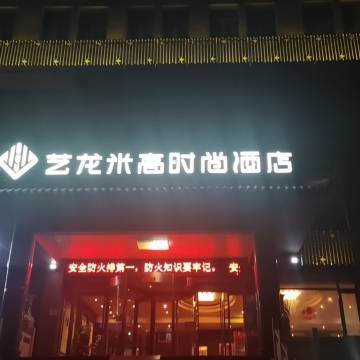 艺龙米高时尚酒店
安全防火排第一，防火知识要牢记。 安